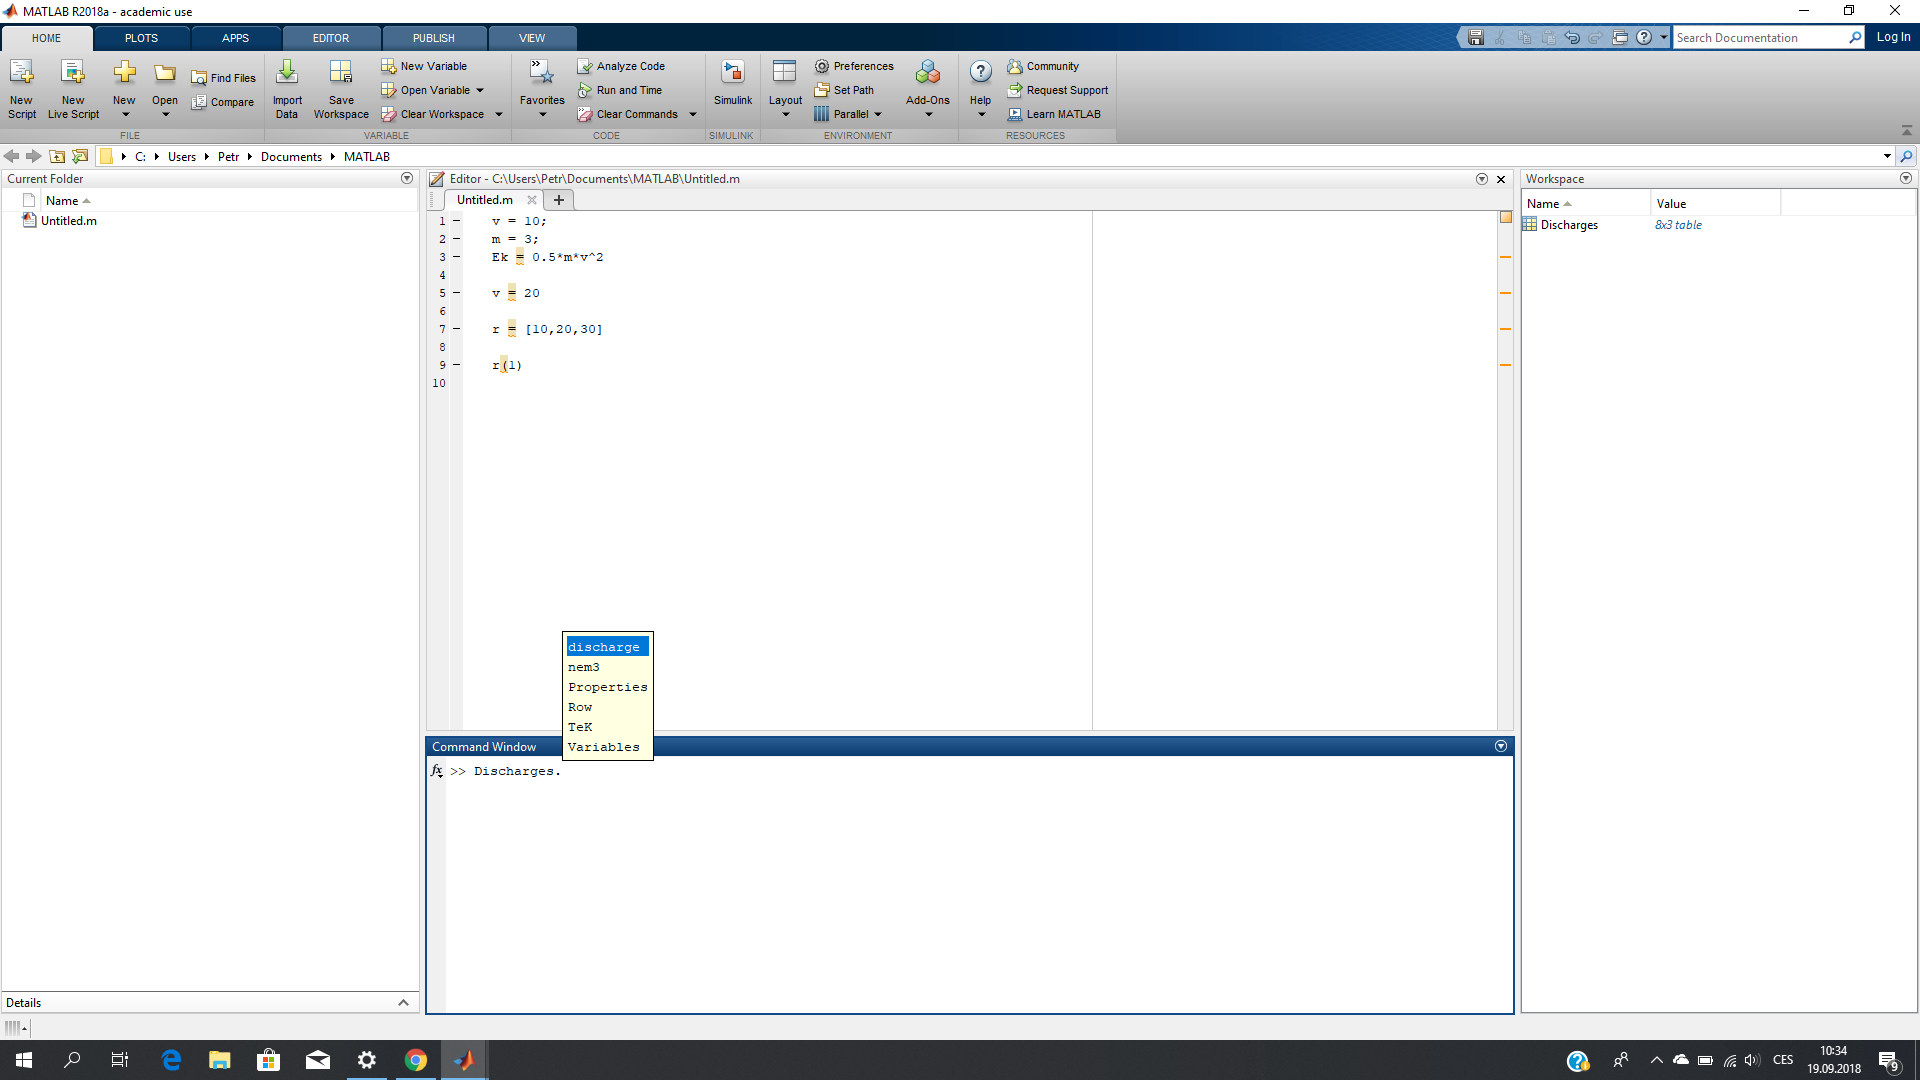 MATLAB R2018a - academic use
HOME PLOTS APPS EDITOR PUBLISH VIEW
Search Documentation
Log In
New Script
New Live Script
New
Open
Find Files
Compare
FILE
Import Data
Save Workspace
New Variable
Open Variable
Clear Workspace
VARIABLE
Favorites
Analyze Code
Run and Time
Clear Commands
CODE
Simulink
SIMULINK
Layout
Preferences
Set Path
Parallel
Add-Ons
ENVIRONMENT
Help
Community
Request Support
Learn MATLAB
RESOURCES
C: Users Petr Documents MATLAB
Current Folder
Name
Untitled.m
Details
Editor - C:\Users\Petr\Documents\MATLAB\Untitled.m
Untitled.m
1 v = 10;
2 m = 3;
3 Ek = 0.5*m*v^2
4
5 v = 20
6
7 r = [10,20,30]
8
9 r(1)
10
discharge
nem3
Properties
Row
TeK
Variables
Command Window
fx >> Discharges.
Workspace
Name Value
Discharges 8x3 table
CES
10:34
19.09.2018
9